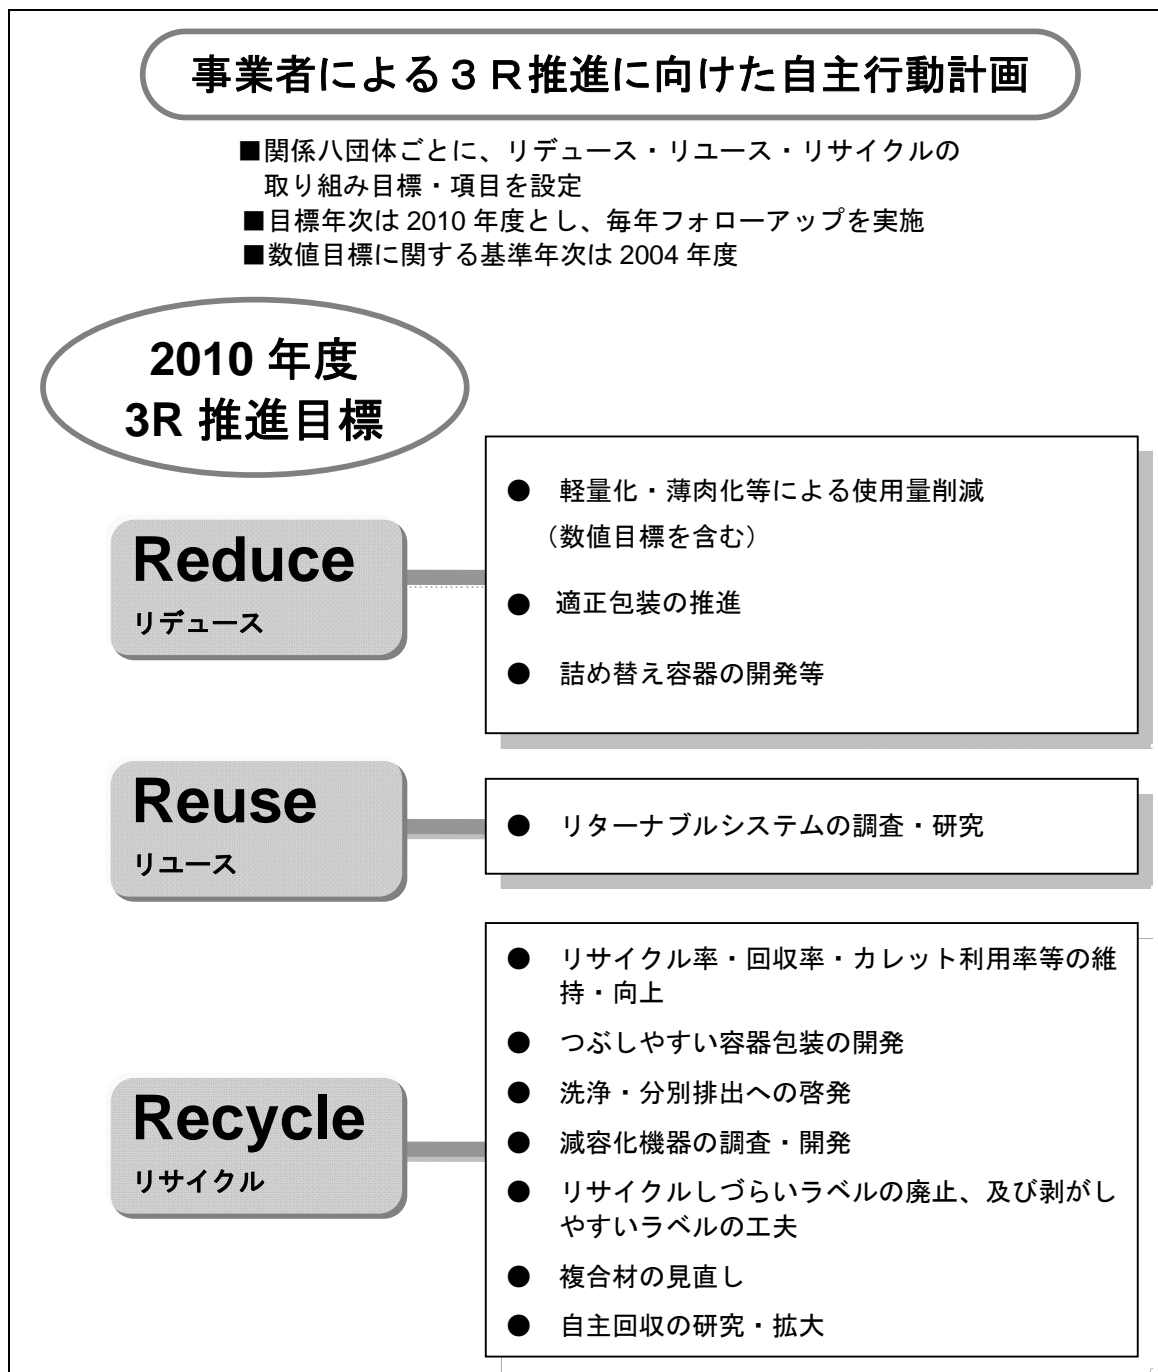 事業者による３Ｒ推進に向けた自主行動計画
■関係八団体ごとに、リデュース・リユース・リサイクルの
取り組み目標・項目を設定
■目標年次は 2010 年度とし、毎年フォローアップを実施
■数値目標に関する基準年次は 2004 年度
2010 年度
3R 推進目標
Reduce
リデュース
● 軽量化・薄肉化等による使用量削減
（数値目標を含む）
● 適正包装の推進
● 詰め替え容器の開発等
Reuse
リユース
● リターナブルシステムの調査・研究
Recycle
リサイクル
● リサイクル率・回収率・カレット利用率等の維
持・向上
● つぶしやすい容器包装の開発
● 洗浄・分別排出への啓発
● 減容化機器の調査・開発
● リサイクルしづらいラベルの廃止、及び剥がし
やすいラベルの工夫
● 複合材の見直し
● 自主回収の研究・拡大